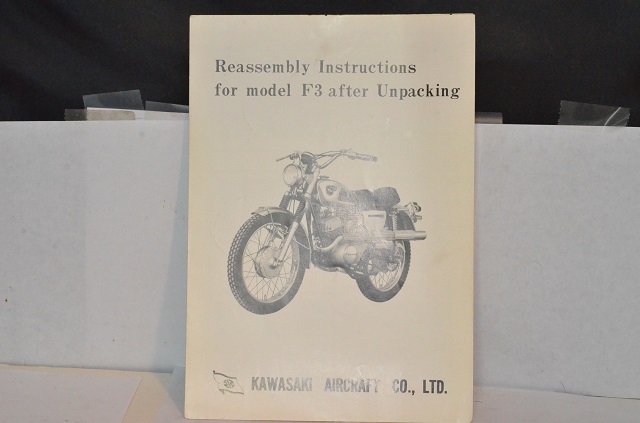 Reassembly Instructions
for model F3 after Unpacking
KAWASAKI AIRCRAFT CO., LTD.